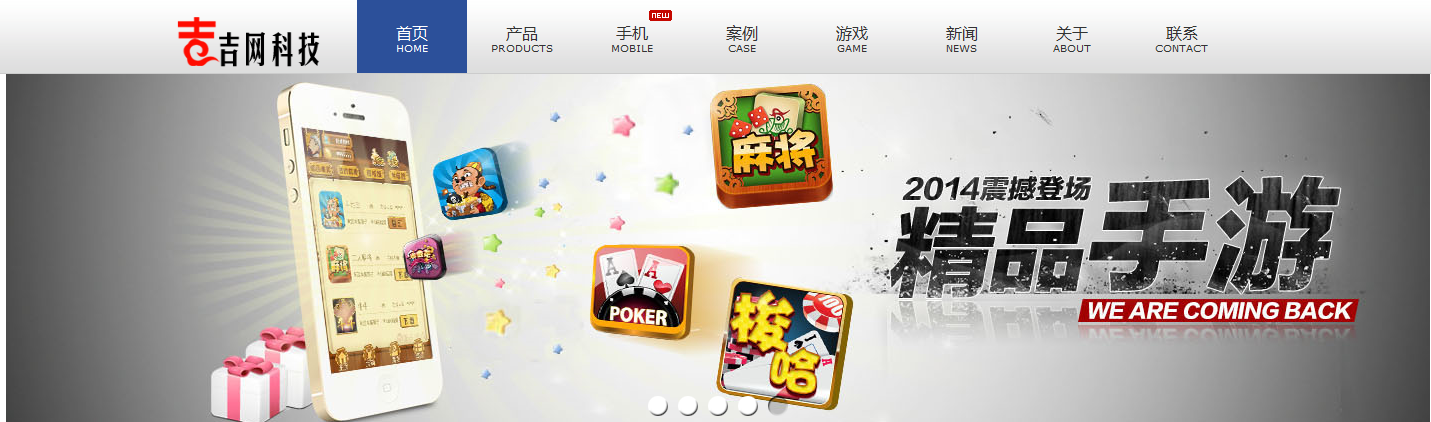 吉网科技
首页
HOME
产品
PRODUCTS
手机
MOBILE
NEW
案例
CASE
游戏
GAME
新闻
NEWS
关于
ABOUT
联系
CONTACT
麻将
POKER
梭哈
2014震撼登场
精品手游
WE ARE COMING BACK